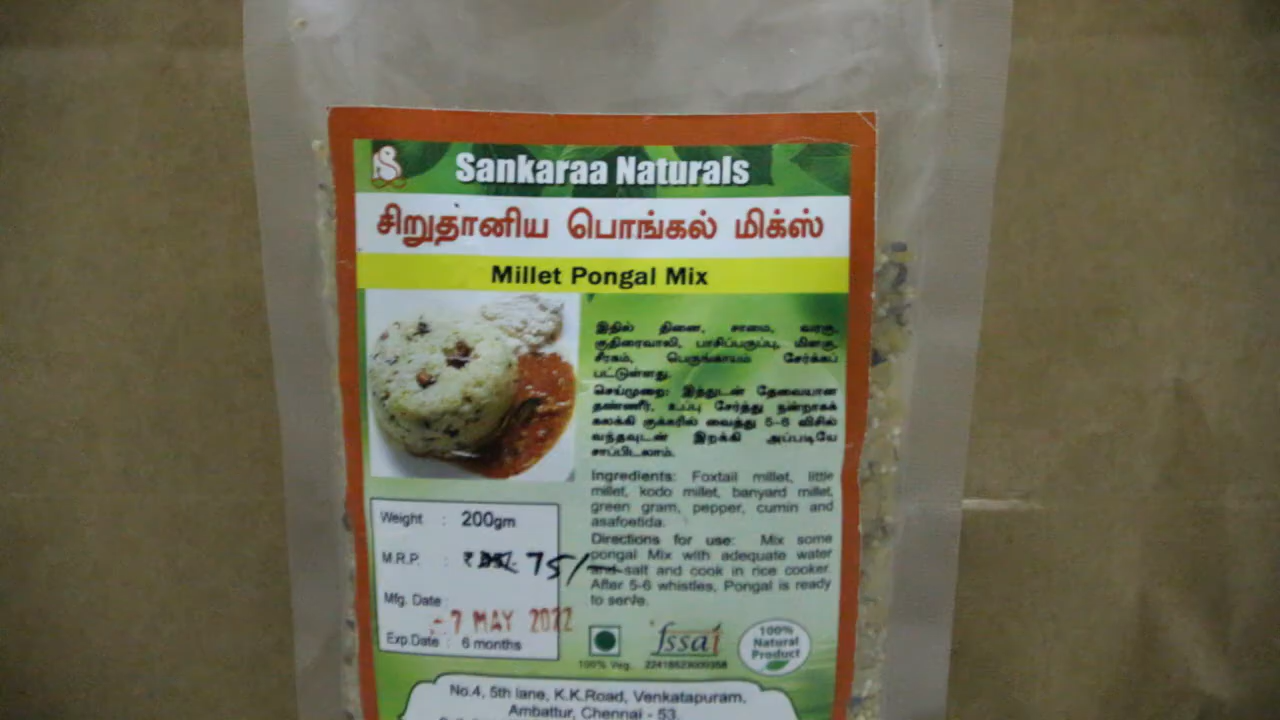 Sankaraa Naturals
சிறுதானிய பொங்கல் மிக்ஸ்
Millet Pongal Mix
இதில் தினை, சாமை, வரகு,
குதிரைவாலி, பாசிப்பருப்பு, மிளகு,
சீரகம், பெருங்காயம் சேர்க்கப்
பட்டுள்ளது.
செய்முறை: இத்துடன் தேவையான
தண்ணீர், உப்பு சேர்த்து நன்றாகக்
கலக்கி குக்கரில் வைத்து 5-6 விசில்
வந்தவுடன் இறக்கி அப்படியே
சாப்பிடலாம்.
Ingredients: Foxtail millet, little
millet, kodo millet, banyard millet,
green gram, pepper, cumin and
asafoetida.
Directions for use: Mix some
pongal Mix with adequate water
and salt and cook in rice cooker.
After 5-6 whistles, Pongal is ready
to serve.
Weight : 200gm
M.R.P. : ₹ 75/-
Mfg. Date :
-7 MAY 2022
Exp.Date : 6 months
100% Veg.
fssai
100%
Natural
Product
No.4, 5th lane, K.K.Road, Venkatapuram,
Ambattur, Chennai - 53.